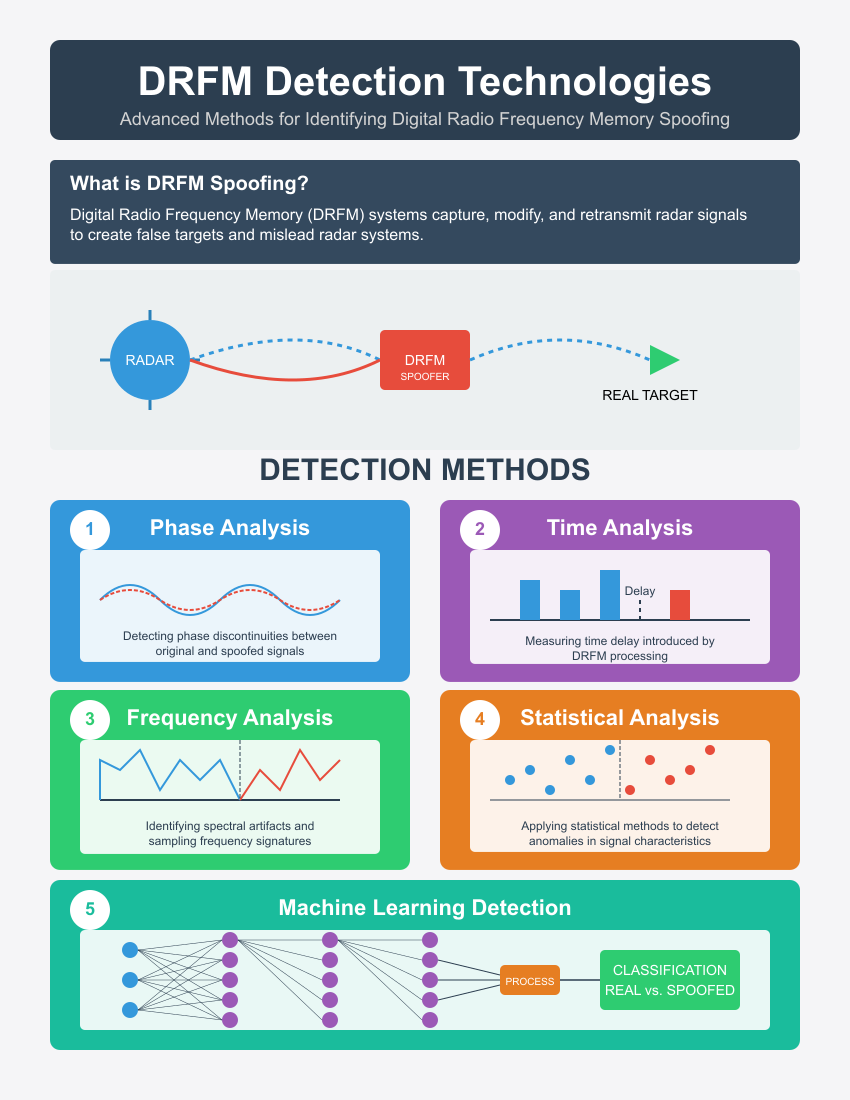 DRFM Detection Technologies
Advanced Methods for Identifying Digital Radio Frequency Memory Spoofing
What is DRFM Spoofing?
Digital Radio Frequency Memory (DRFM) systems capture, modify, and retransmit radar signals
to create false targets and mislead radar systems.
RADAR
DRFM
SPOOFER
REAL TARGET
DETECTION METHODS
1
Phase Analysis
Detecting phase discontinuities between
original and spoofed signals
2
Time Analysis
Delay
Measuring time delay introduced by
DRFM processing
3
Frequency Analysis
Identifying spectral artifacts and
sampling frequency signatures
4
Statistical Analysis
Applying statistical methods to detect
anomalies in signal characteristics
5
Machine Learning Detection
PROCESS
CLASSIFICATION
REAL vs. SPOOFED